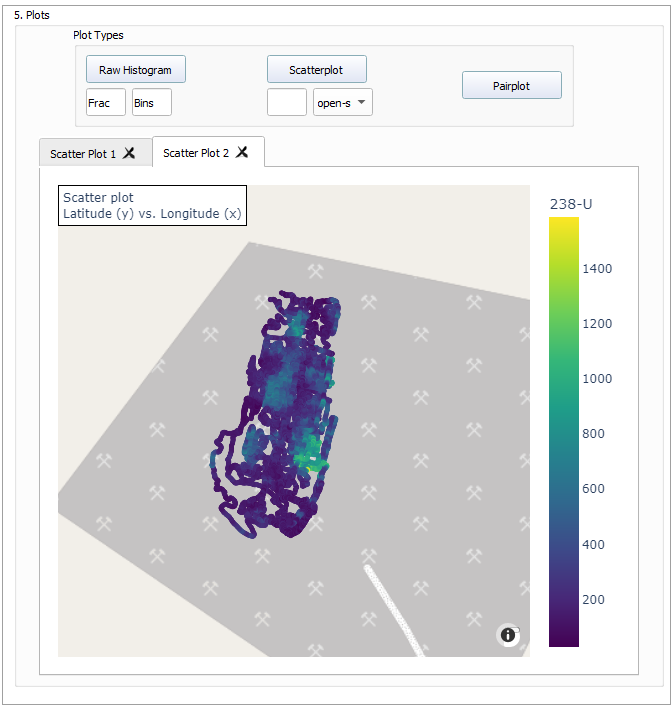 5. Plots
Plot Types
Raw Histogram
Scatterplot
Pairplot
Frac
Bins
open-s
Scatter Plot 1
Scatter Plot 2
Scatter plot
Latitude (y) vs. Longitude (x)
238-U
1400
1200
1000
800
600
400
200